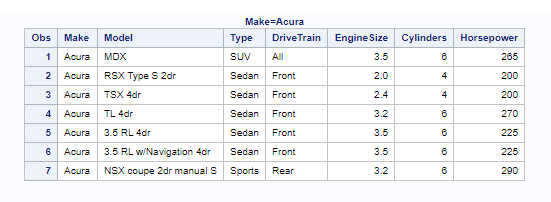 Make=Acura
Obs Make Model Type DriveTrain EngineSize Cylinders Horsepower
1 Acura MDX SUV All 3.5 6 265
2 Acura RSX Type S 2dr Sedan Front 2.0 4 200
3 Acura TSX 4dr Sedan Front 2.4 4 200
4 Acura TL 4dr Sedan Front 3.2 6 270
5 Acura 3.5 RL 4dr Sedan Front 3.5 6 225
6 Acura 3.5 RL w/Navigation 4dr Sedan Front 3.5 6 225
7 Acura NSX coupe 2dr manual S Sports Rear 3.2 6 290